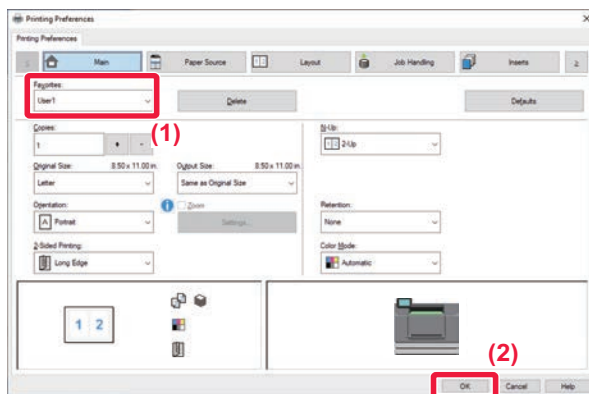 Printing Preferences
Printing Preferences
Main Paper Source Layout Job Handling Inserts
Favorites:
User1 Delete Defaults
(1)
Copies: N-Up:
1 + - 2-Up
Original Size: 8.50 x 11.00 in. Output Size: 8.50 x 11.00 in.
Letter Same as Original Size
Orientation: Zoom Retention:
Portrait Settings... None
2-Sided Printing: Color Mode:
Long Edge Automatic
1 2
(2)
OK Cancel Help